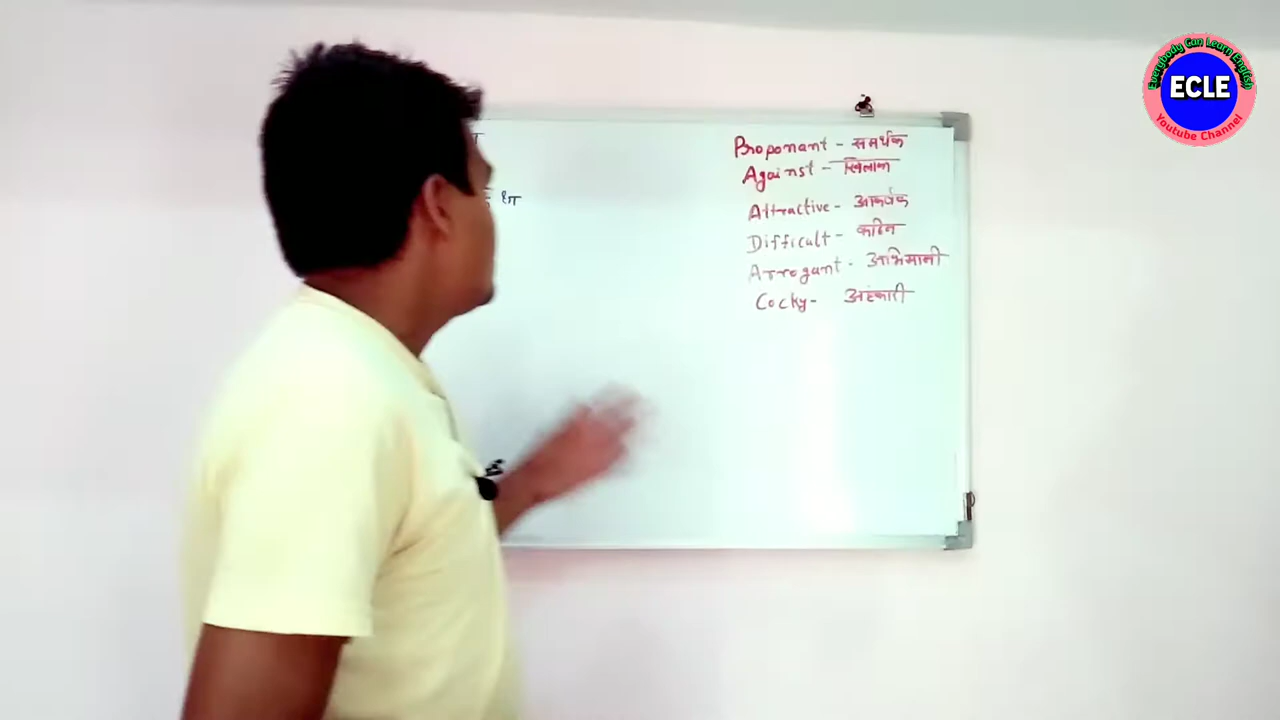 Everybody Can Learn English
ECLE
Youtube Channel
Proponant - समर्थक
Against - खिलाफ
Attractive - आकर्षक
Difficult - कठिन
Arrogant - अभिमानी
Cocky - अहंकारी
था